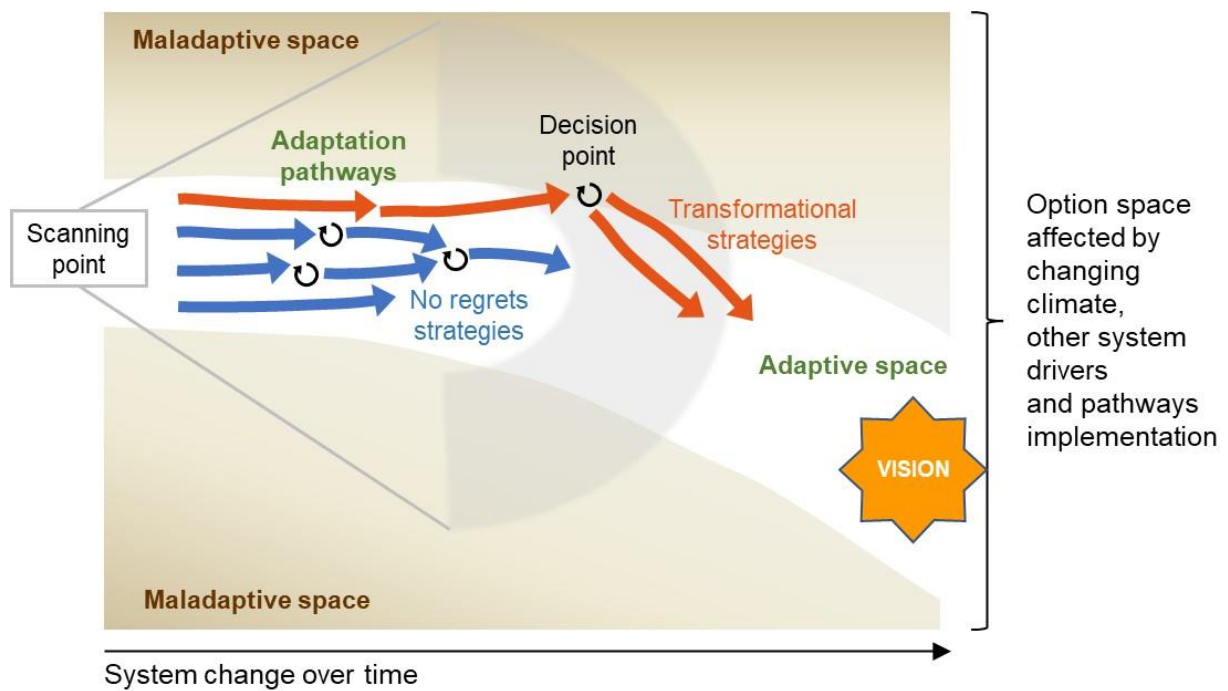 Maladaptive space
Decision
point
Adaptation
pathways
Transformational
strategies
Scanning
point
No regrets
strategies
Option space
affected by
changing
climate,
other system
drivers
and pathways
implementation
Adaptive space
VISION
Maladaptive space
System change over time